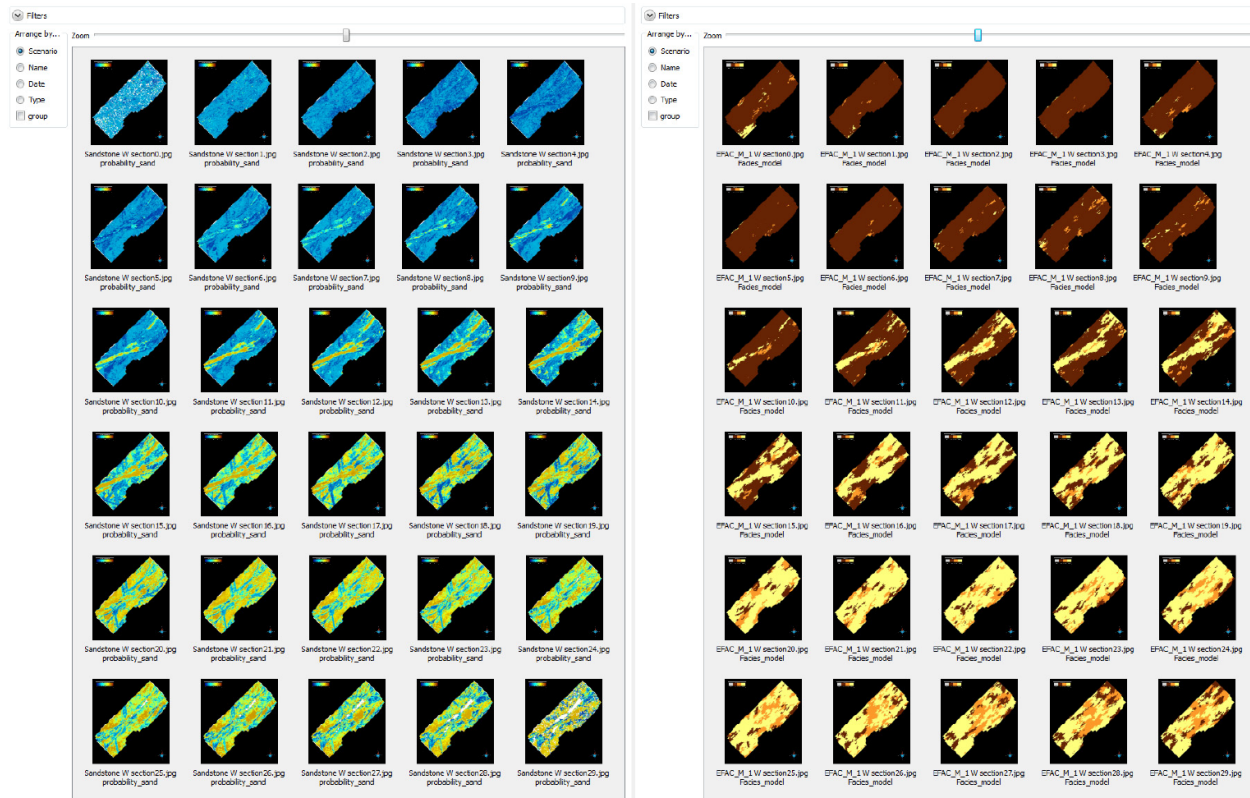 Filters
Arrange by...
Zoom
Scenario
Name
Date
Type
group
Sandstone W section0.jpg Sandstone W section1.jpg Sandstone W section2.jpg Sandstone W section3.jpg Sandstone W section4.jpg
probability_sand probability_sand probability_sand probability_sand probability_sand
Sandstone W section5.jpg Sandstone W section6.jpg Sandstone W section7.jpg Sandstone W section8.jpg Sandstone W section9.jpg
probability_sand probability_sand probability_sand probability_sand probability_sand
Sandstone W section10.jpg Sandstone W section11.jpg Sandstone W section12.jpg Sandstone W section13.jpg Sandstone W section14.jpg
probability_sand probability_sand probability_sand probability_sand probability_sand
Sandstone W section15.jpg Sandstone W section16.jpg Sandstone W section17.jpg Sandstone W section18.jpg Sandstone W section19.jpg
probability_sand probability_sand probability_sand probability_sand probability_sand
Sandstone W section20.jpg Sandstone W section21.jpg Sandstone W section22.jpg Sandstone W section23.jpg Sandstone W section24.jpg
probability_sand probability_sand probability_sand probability_sand probability_sand
Sandstone W section25.jpg Sandstone W section26.jpg Sandstone W section27.jpg Sandstone W section28.jpg Sandstone W section29.jpg
probability_sand probability_sand probability_sand probability_sand probability_sand
Filters
Arrange by...
Zoom
Scenario
Name
Date
Type
group
EFAC_M_1 W section0.jpg EFAC_M_1 W section1.jpg EFAC_M_1 W section2.jpg EFAC_M_1 W section3.jpg EFAC_M_1 W section4.jpg
Facies_model Facies_model Facies_model Facies_model Facies_model
EFAC_M_1 W section5.jpg EFAC_M_1 W section6.jpg EFAC_M_1 W section7.jpg EFAC_M_1 W section8.jpg EFAC_M_1 W section9.jpg
Facies_model Facies_model Facies_model Facies_model Facies_model
EFAC_M_1 W section10.jpg EFAC_M_1 W section11.jpg EFAC_M_1 W section12.jpg EFAC_M_1 W section13.jpg EFAC_M_1 W section14.jpg
Facies_model Facies_model Facies_model Facies_model Facies_model
EFAC_M_1 W section15.jpg EFAC_M_1 W section16.jpg EFAC_M_1 W section17.jpg EFAC_M_1 W section18.jpg EFAC_M_1 W section19.jpg
Facies_model Facies_model Facies_model Facies_model Facies_model
EFAC_M_1 W section20.jpg EFAC_M_1 W section21.jpg EFAC_M_1 W section22.jpg EFAC_M_1 W section23.jpg EFAC_M_1 W section24.jpg
Facies_model Facies_model Facies_model Facies_model Facies_model
EFAC_M_1 W section25.jpg EFAC_M_1 W section26.jpg EFAC_M_1 W section27.jpg EFAC_M_1 W section28.jpg EFAC_M_1 W section29.jpg
Facies_model Facies_model Facies_model Facies_model Facies_model